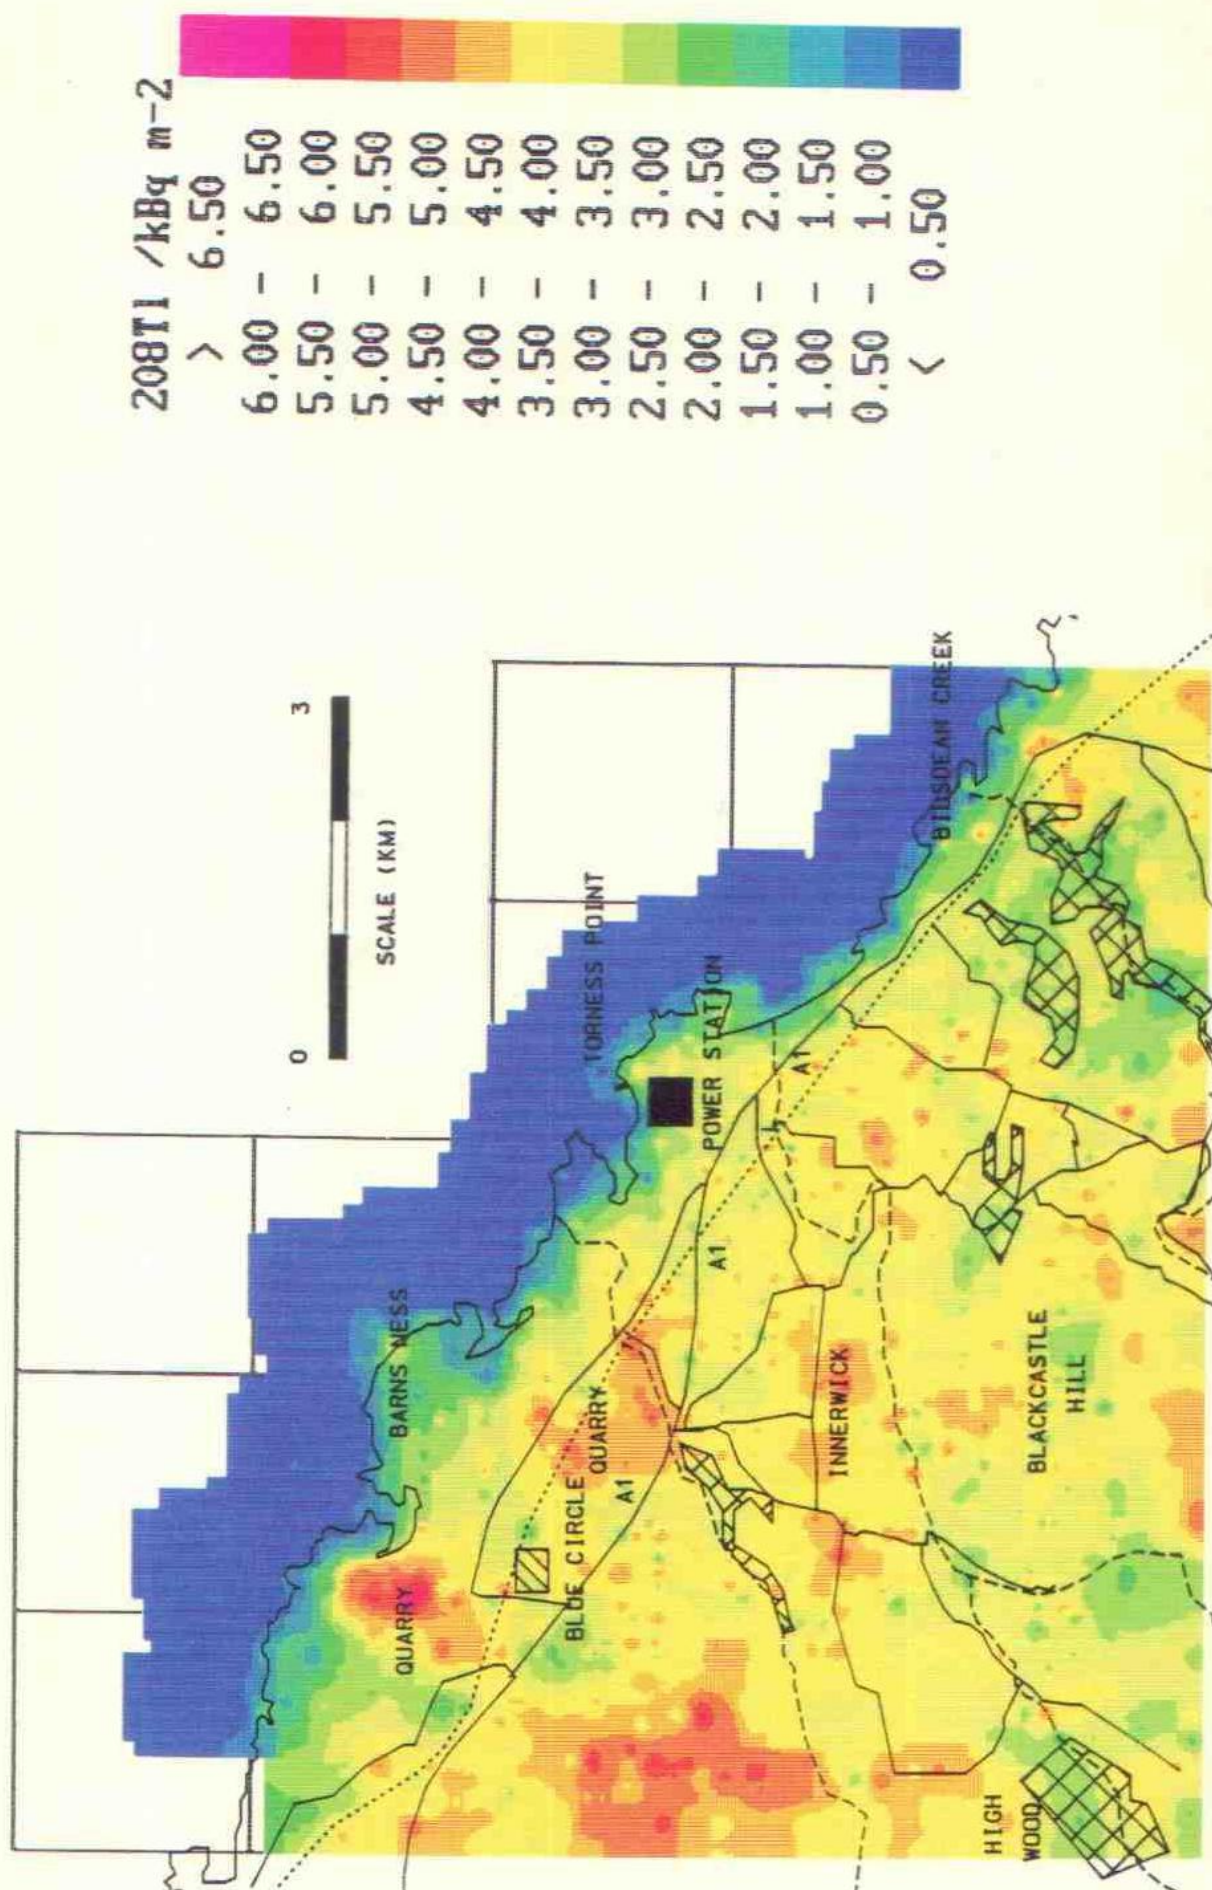 208Tl /kBq m-2
> 6.50
6.00 - 6.50
5.50 - 6.00
5.00 - 5.50
4.50 - 5.00
4.00 - 4.50
3.50 - 4.00
3.00 - 3.50
2.50 - 3.00
2.00 - 2.50
1.50 - 2.00
1.00 - 1.50
0.50 - 1.00
< 0.50
0 3
SCALE (KM)
QUARRY
BARNS NESS
TORNESS POINT
BLUE CIRCLE
QUARRY
A1
A1
POWER STATION
A1
INNERWICK
BILSDEAN CREEK
HIGH
WOOD
BLACKCASTLE
HILL